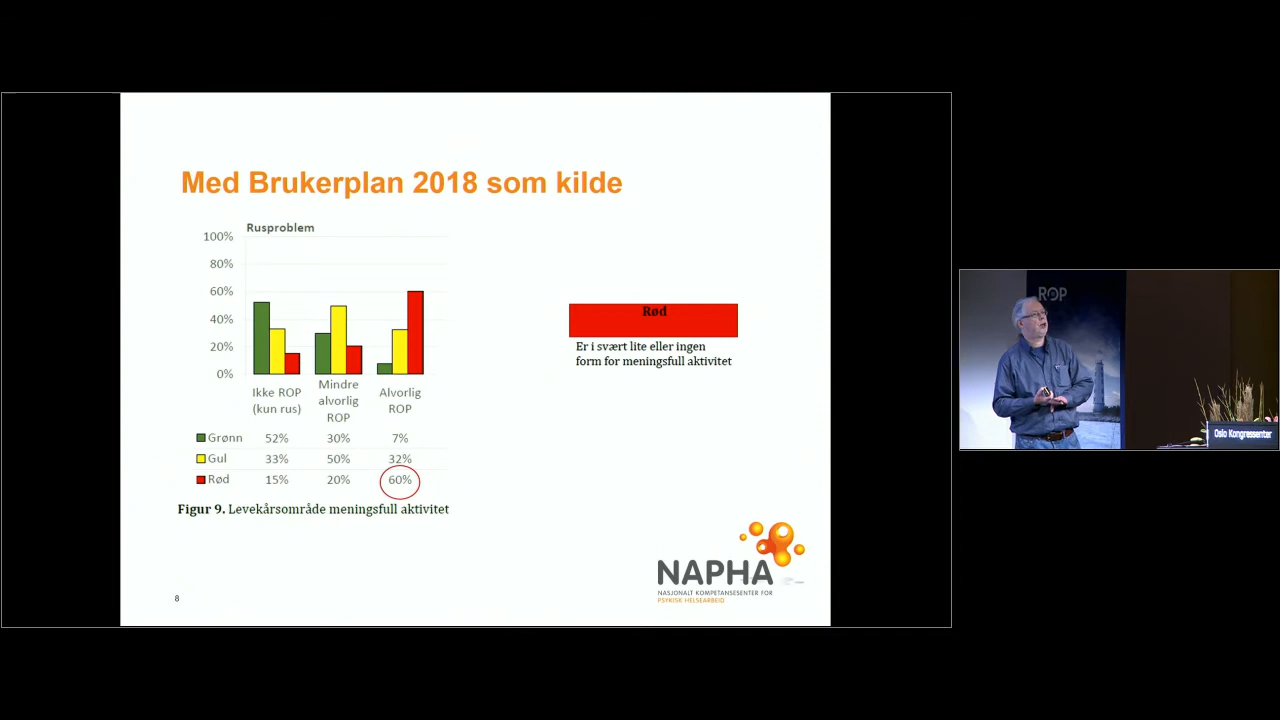 Med Brukerplan 2018 som kilde
Rusproblem
100%
80%
60%
40%
20%
0%
Ikke ROP
(kun rus)
Mindre
alvorlig
ROP
Alvorlig
ROP
Grønn 52% 30% 7%
Gul 33% 50% 32%
Rød 15% 20% 60%
Figur 9. Levekårsområde meningsfull aktivitet
Rød
Er i svært lite eller ingen
form for meningsfull aktivitet
8
NAPHA
NASJONALT KOMPETANSESENTER FOR
PSYKISK HELSEARBEID
ROP
Oslo Kongressenter